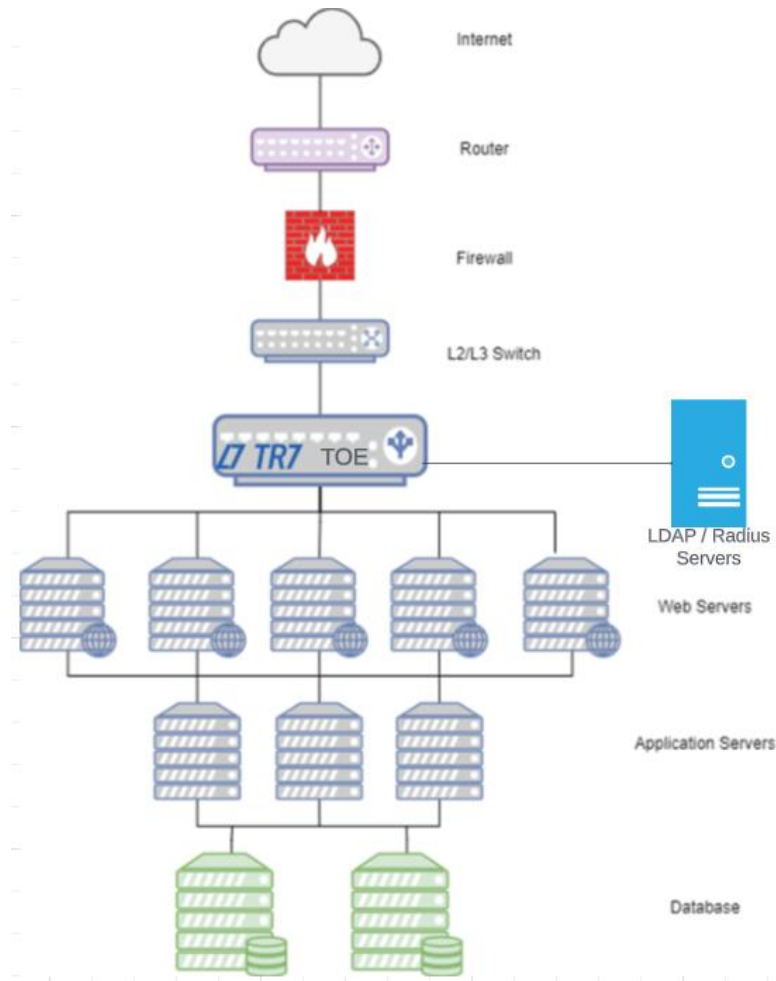 Internet
Router
Firewall
L2/L3 Switch
TR7 TOE
LDAP / Radius
Servers
Web Servers
Application Servers
Database